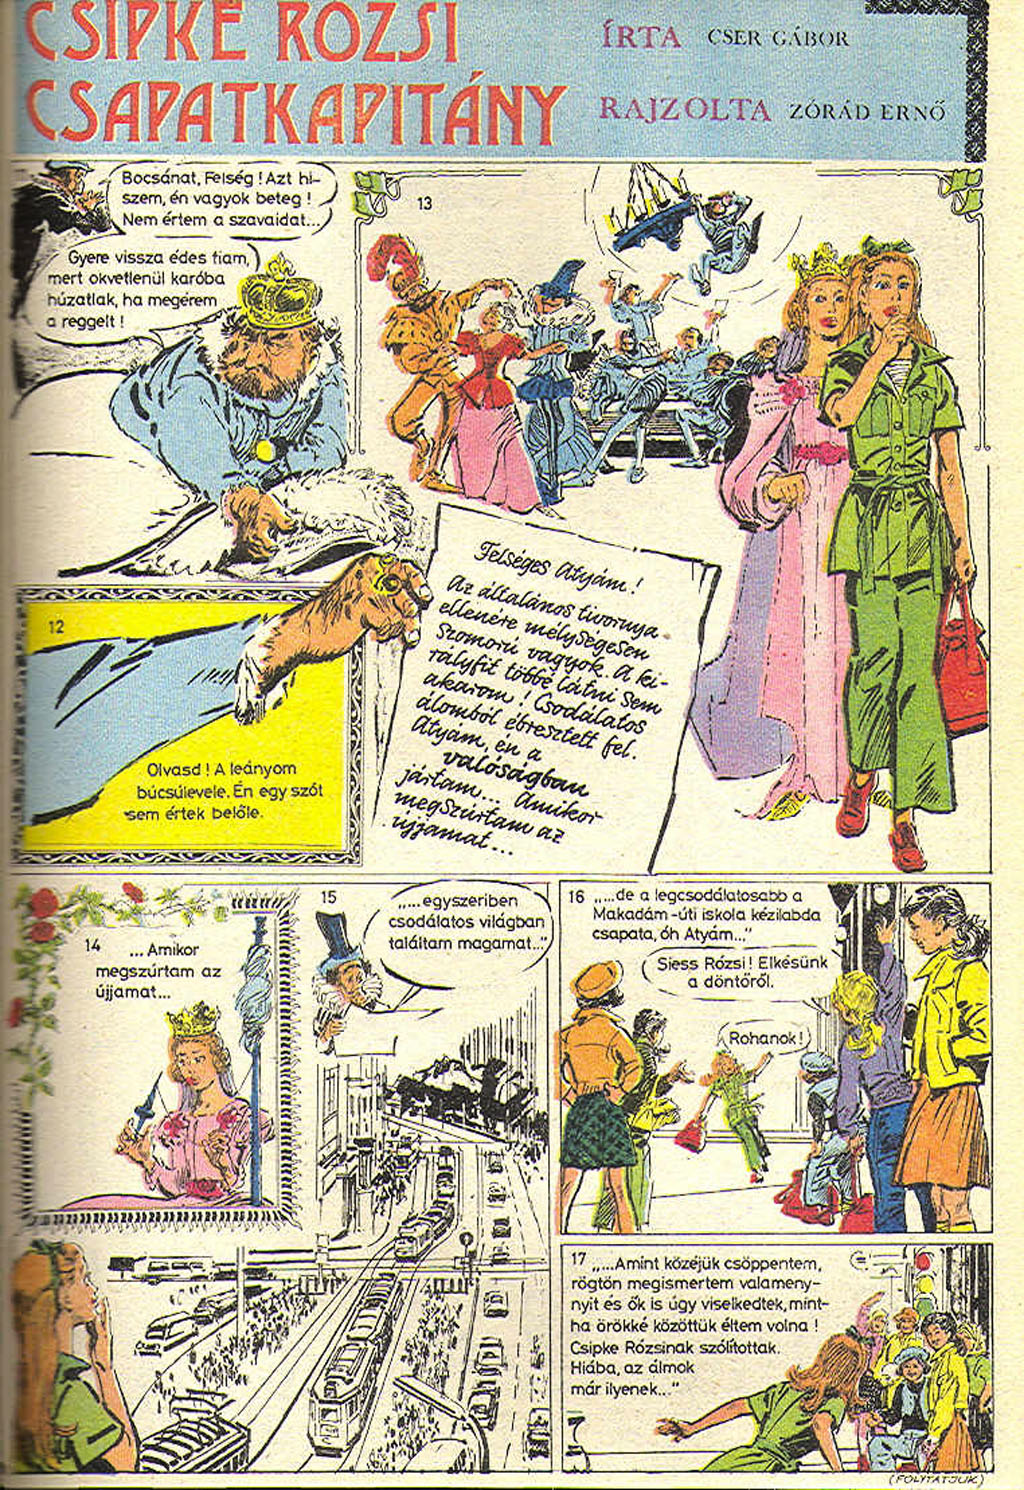 CSIPKE RÓZSI
CSAPATKAPITÁNY
ÍRTA CSER GÁBOR
RAJZOLTA ZÓRÁD ERNŐ
Bocsánat, Felség! Azt hi-
szem, én vagyok beteg!
Nem értem a szavaidat...
Gyere vissza édes fiam,
mert okvetlenül karóba
húzatlak, ha megérem
a reggelt!
12
Olvasd! A leányom
búcsúlevele. Én egy szót
sem értek belőle.
13
Felséges Atyám!
Az általános tivornya
ellenére mélységesen
szomorú vagyok. A ki-
rályfit többé látni sem
akarom! Csodálatos
álomból ébresztett fel.
Atyám, én a
valóságban
jártam... Amikor
megszúrtam az
újjamat...
14
...Amikor
megszúrtam az
újjamat...
15
„...egyszeriben
csodálatos világban
találtam magamat..."
16 „...de a legcsodálatosabb a
Makadám-úti iskola kézilabda
csapata, óh Atyám..."
Siess Rózsi! Elkésünk
a döntőről.
Rohanok!
17 „...Amint közéjük csöppentem,
rögtön megismertem valameny-
nyit és ők is úgy viselkedtek, mint-
ha örökké közöttük éltem volna!
Csipke Rózsinak szólítottak.
Hiába, az álmok
már ilyenek..."
(FOLYTATJUK)